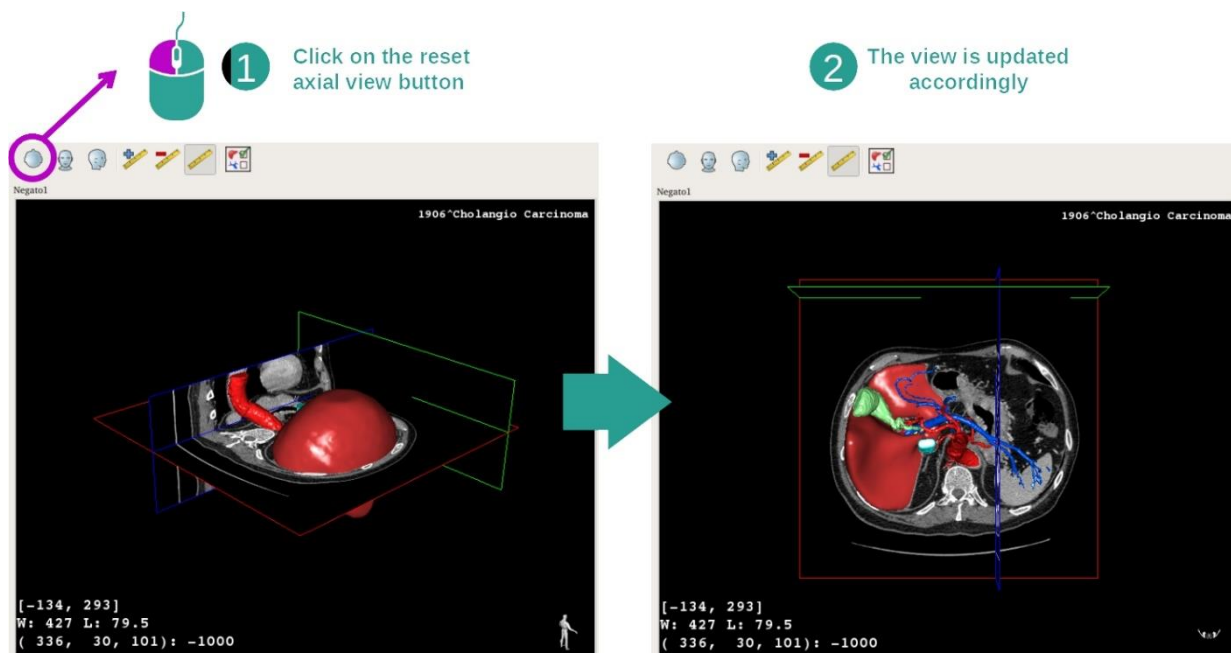 1
Click on the reset
axial view button
2
The view is updated
accordingly
Negato1
1906^Cholangio Carcinoma
[-134, 293]
W: 427 L: 79.5
( 336,  30, 101): -1000
Negato1
1906^Cholangio Carcinoma
[-134, 293]
W: 427 L: 79.5
( 336,  30, 101): -1000